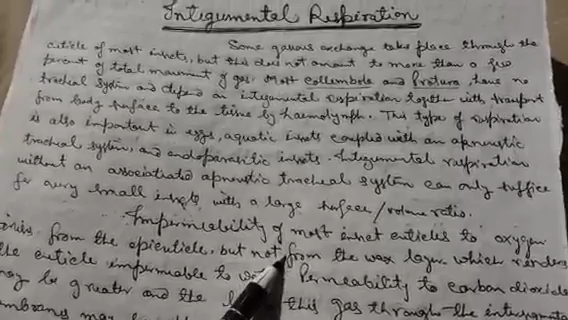 Integumental Respiration
Some gaseous exchange take place through the
cuticle of most insects, but this does not amount to more than a few
percent of total movement of gas. Most collembola and Protura have no
tracheal system and depend on integumental respiration together with transport
from body surface to the tissue by haemolymph. This type of respiration
is also important in eggs, aquatic insects coupled with an apneustic
tracheal system, and endoparasitic insects. Integumental respiration
without an associated apneustic tracheal system can only suffice
for very small insects with a large surface/volume ratio.
Impermeability of most insect cuticles to oxygen
from the epicuticle, but not from the wax layer which renders
the cuticle impermeable to Permeability to carbon dioxide
may be greater and the this gas through the